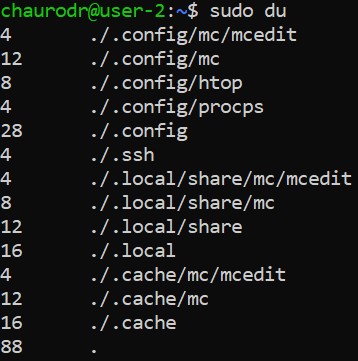 chaurodr@user-2:~$ sudo du
4 ./.config/mc/mcedit
12 ./.config/mc
8 ./.config/htop
4 ./.config/procps
28 ./.config
4 ./.ssh
4 ./.local/share/mc/mcedit
8 ./.local/share/mc
12 ./.local/share
16 ./.local
4 ./.cache/mc/mcedit
12 ./.cache/mc
16 ./.cache
88 .